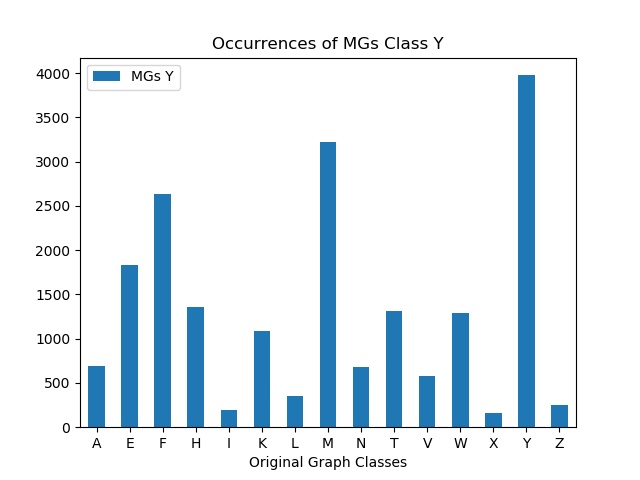 Occurrences of MGs Class Y
MGs Y
4000
3500
3000
2500
2000
1500
1000
500
0
A E F H I K L M N T V W X Y Z
Original Graph Classes